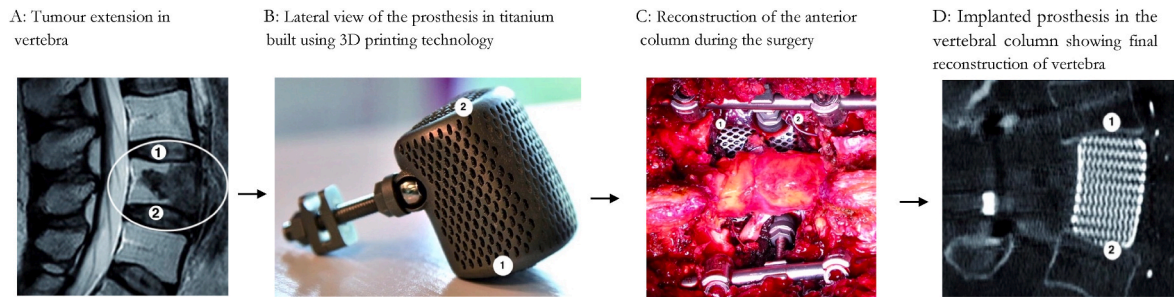 A: Tumour extension in
vertebra
B: Lateral view of the prosthesis in titanium
built using 3D printing technology
C: Reconstruction of the anterior
column during the surgery
D: Implanted prosthesis in the
vertebral column showing final
reconstruction of vertebra
1
2
2
1
1
2
1
2